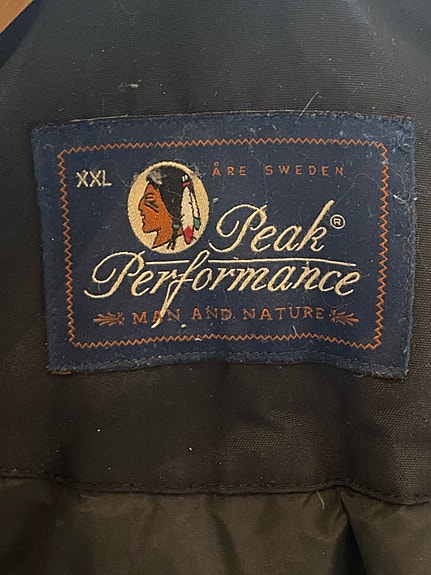 XXL
ÅRE SWEDEN
Peak®
Performance
MAN AND NATURE